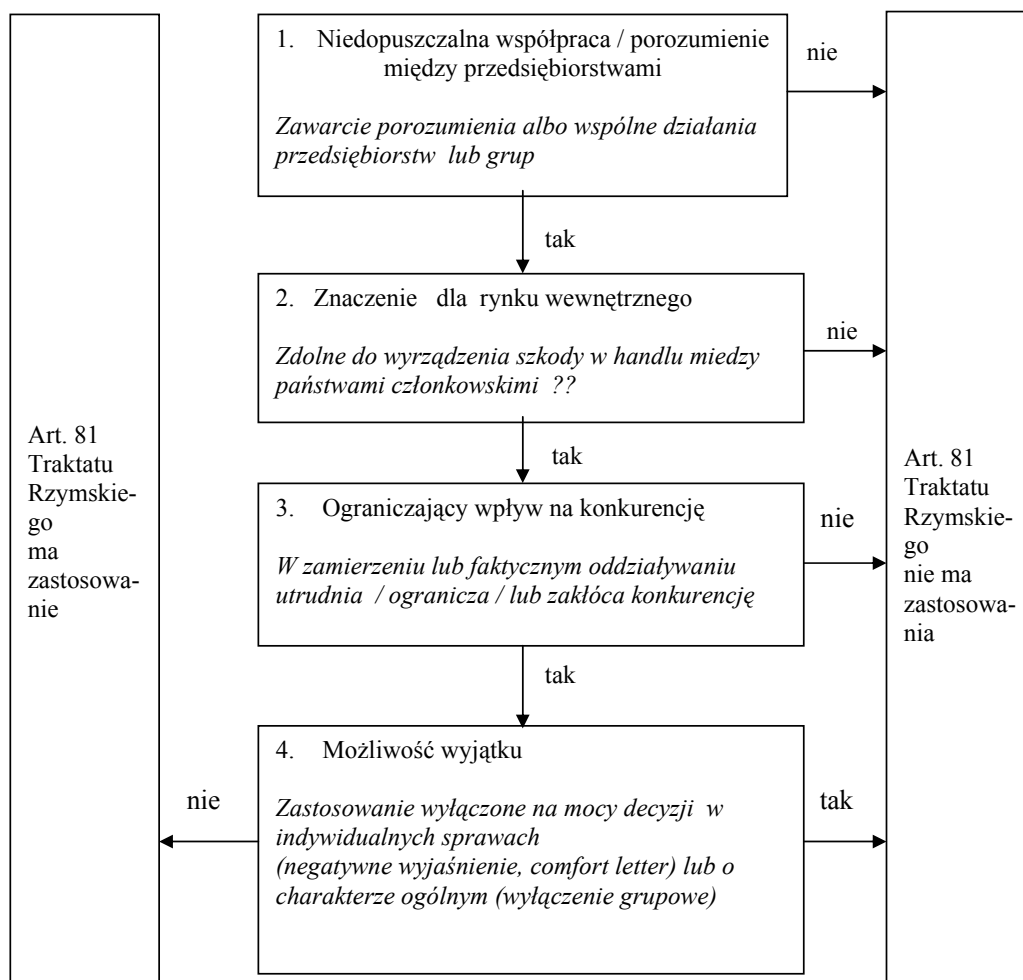 1. Niedopuszczalna współpraca / porozumienie
między przedsiębiorstwami
Zawarcie porozumienia albo wspólne działania
przedsiębiorstw lub grup
nie
tak
2. Znaczenie dla rynku wewnętrznego
Zdolne do wyrządzenia szkody w handlu miedzy
państwami członkowskimi ??
nie
tak
3. Ograniczający wpływ na konkurencję
W zamierzeniu lub faktycznym oddziaływaniu
utrudnia / ogranicza / lub zakłóca konkurencję
nie
tak
4. Możliwość wyjątku
Zastosowanie wyłączone na mocy decyzji w
indywidualnych sprawach
(negatywne wyjaśnienie, comfort letter) lub o
charakterze ogólnym (wyłączenie grupowe)
nie
tak
Art. 81
Traktatu
Rzymskie-
go
ma
zastosowa-
nie
Art. 81
Traktatu
Rzymskie-
go
nie ma
zastosowa-
nia